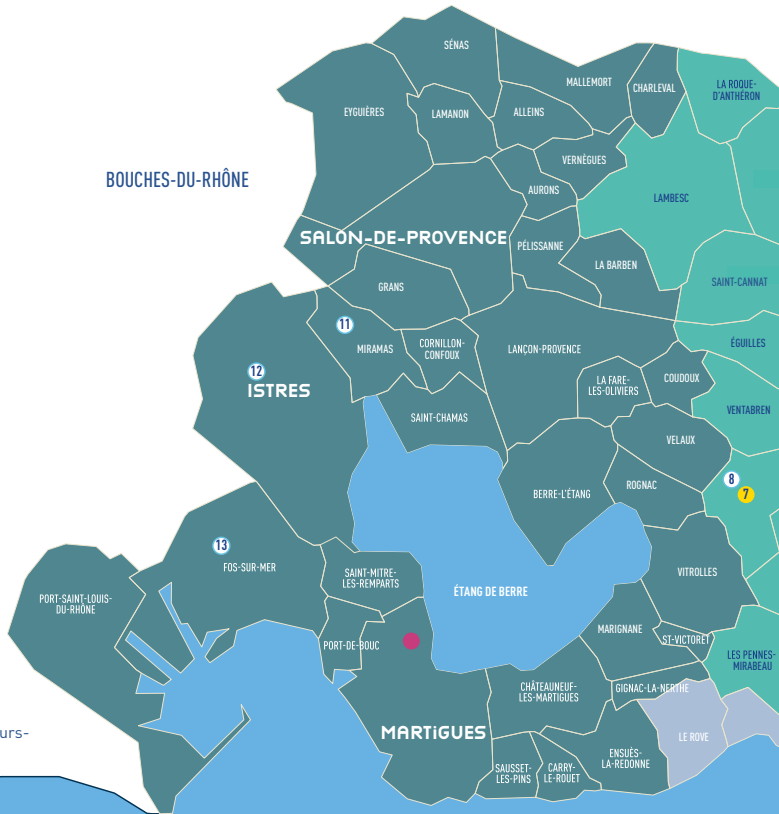 SÉNAS
MALLEMORT
CHARLEVAL
LA ROQUE-
D'ANTHÉRON
EYGUIÈRES
LAMANON
ALLEINS
VERNÈGUES
BOUCHES-DU-RHÔNE
AURONS
LAMBESC
SALON-DE-PROVENCE
PÉLISSANNE
LA BARBEN
SAINT-CANNAT
GRANS
11
MIRAMAS
CORNILLON-
CONFOUX
LANÇON-PROVENCE
ÉGUILLES
12
ISTRES
LA FARE-
LES-OLIVIERS
COUDOUX
SAINT-CHAMAS
VENTABREN
VELAUX
BERRE-L'ÉTANG
ROGNAC
8
7
13
FOS-SUR-MER
SAINT-MITRE-
LES-REMPARTS
VITROLLES
PORT-SAINT-LOUIS-
DU-RHÔNE
ÉTANG DE BERRE
MARIGNANE
ST-VICTORET
PORT-DE-BOUC
LES PENNES-
MIRABEAU
CHÂTEAUNEUF-
LES-MARTIGUES
GIGNAC-LA-NERTHE
MARTiGUES
LE ROVE
urs-
ENSUÈS-
LA-REDONNE
SAUSSET-
LES-PINS
CARRY-
LE-ROUET